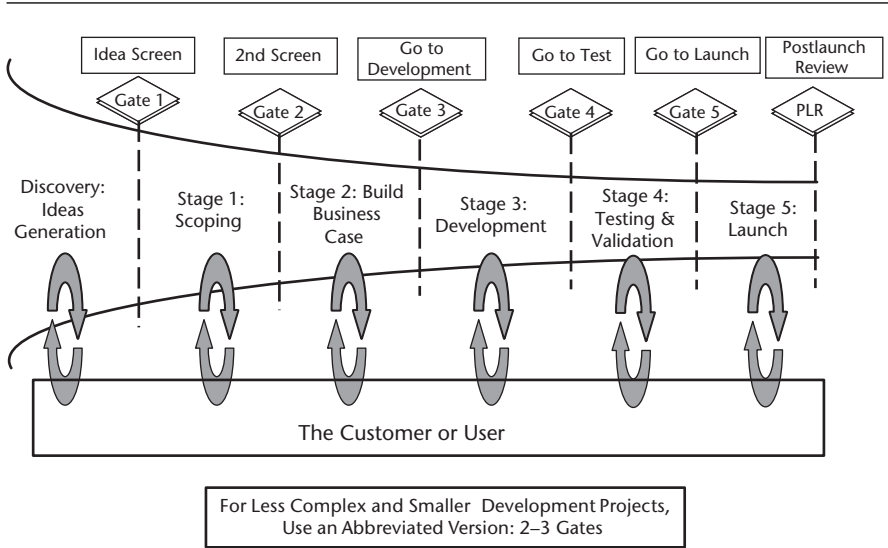 Idea Screen
2nd Screen
Go to
Development
Go to Test
Go to Launch
Postlaunch
Review
Gate 1
Gate 2
Gate 3
Gate 4
Gate 5
PLR
Discovery:
Ideas
Generation
Stage 1:
Scoping
Stage 2: Build
Business
Case
Stage 3:
Development
Stage 4:
Testing &
Validation
Stage 5:
Launch
The Customer or User
For Less Complex and Smaller Development Projects,
Use an Abbreviated Version: 2–3 Gates